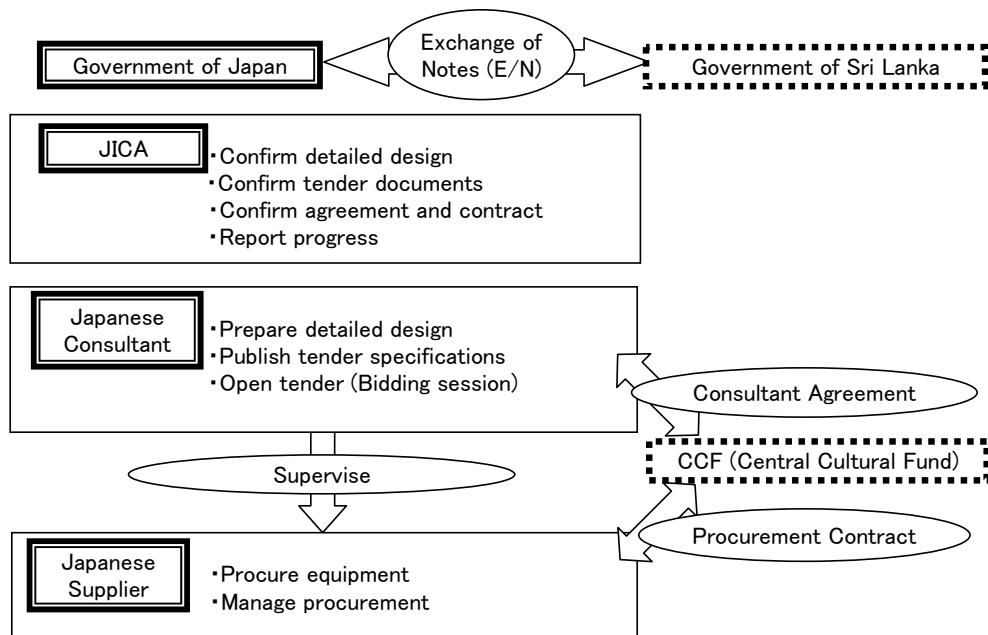 Exchange of
Notes (E/N)
Government of Japan
Government of Sri Lanka
JICA
・Confirm detailed design
・Confirm tender documents
・Confirm agreement and contract
・Report progress
Japanese
Consultant
・Prepare detailed design
・Publish tender specifications
・Open tender (Bidding session)
Consultant Agreement
CCF (Central Cultural Fund)
Supervise
Procurement Contract
Japanese
Supplier
・Procure equipment
・Manage procurement